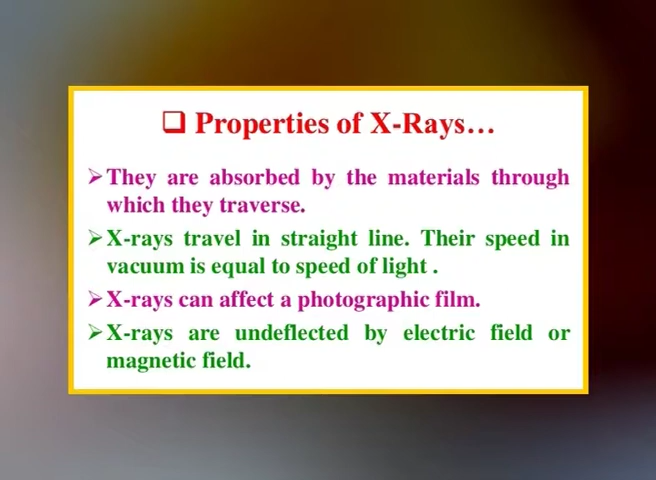 ❑ Properties of X-Rays…
➢They are absorbed by the materials through
which they traverse.
➢X-rays travel in straight line. Their speed in
vacuum is equal to speed of light .
➢X-rays can affect a photographic film.
➢X-rays are undeflected by electric field or
magnetic field.